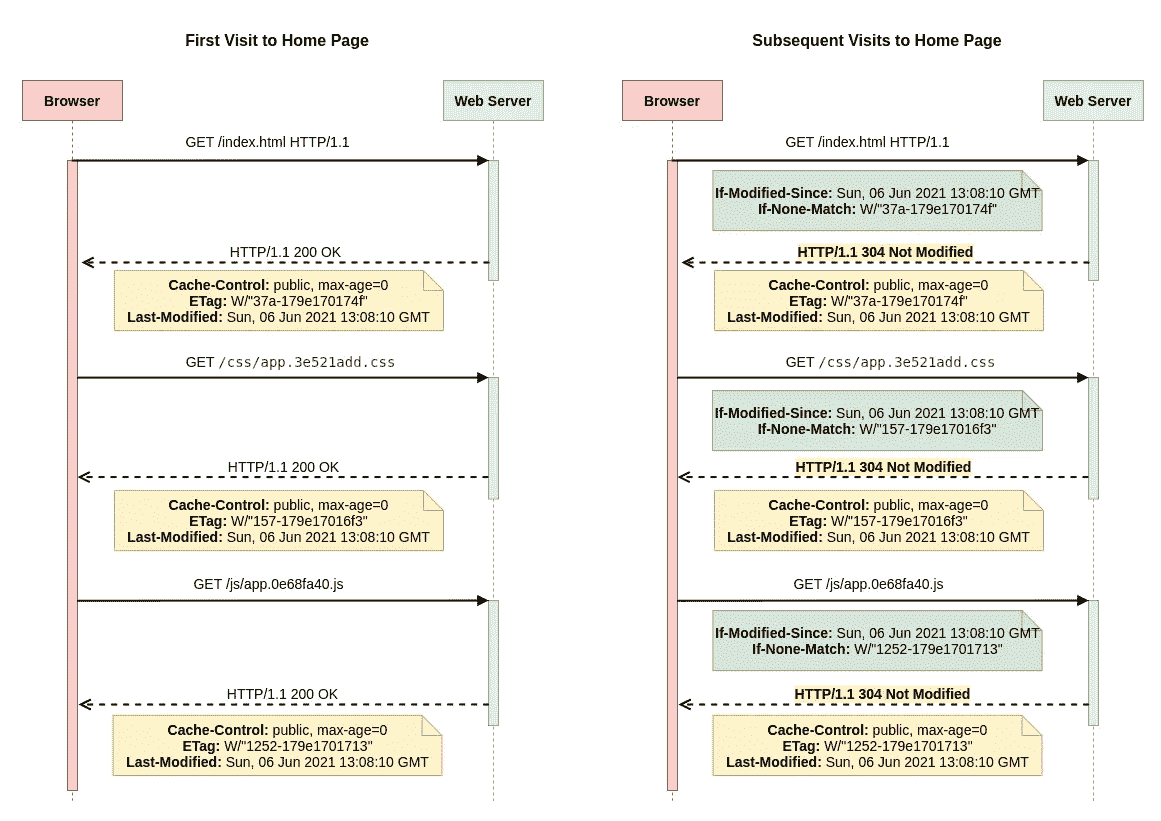 First Visit to Home Page
Browser
Web Server
GET /index.html HTTP/1.1
HTTP/1.1 200 OK
Cache-Control: public, max-age=0
ETag: W/"37a-179e170174f"
Last-Modified: Sun, 06 Jun 2021 13:08:10 GMT
GET /css/app.3e521add.css
HTTP/1.1 200 OK
Cache-Control: public, max-age=0
ETag: W/"157-179e17016f3"
Last-Modified: Sun, 06 Jun 2021 13:08:10 GMT
GET /js/app.0e68fa40.js
HTTP/1.1 200 OK
Cache-Control: public, max-age=0
ETag: W/"1252-179e1701713"
Last-Modified: Sun, 06 Jun 2021 13:08:10 GMT
Subsequent Visits to Home Page
Browser
Web Server
GET /index.html HTTP/1.1
If-Modified-Since: Sun, 06 Jun 2021 13:08:10 GMT
If-None-Match: W/"37a-179e170174f"
HTTP/1.1 304 Not Modified
Cache-Control: public, max-age=0
ETag: W/"37a-179e170174f"
Last-Modified: Sun, 06 Jun 2021 13:08:10 GMT
GET /css/app.3e521add.css
If-Modified-Since: Sun, 06 Jun 2021 13:08:10 GMT
If-None-Match: W/"157-179e17016f3"
HTTP/1.1 304 Not Modified
Cache-Control: public, max-age=0
ETag: W/"157-179e17016f3"
Last-Modified: Sun, 06 Jun 2021 13:08:10 GMT
GET /js/app.0e68fa40.js
If-Modified-Since: Sun, 06 Jun 2021 13:08:10 GMT
If-None-Match: W/"1252-179e1701713"
HTTP/1.1 304 Not Modified
Cache-Control: public, max-age=0
ETag: W/"1252-179e1701713"
Last-Modified: Sun, 06 Jun 2021 13:08:10 GMT